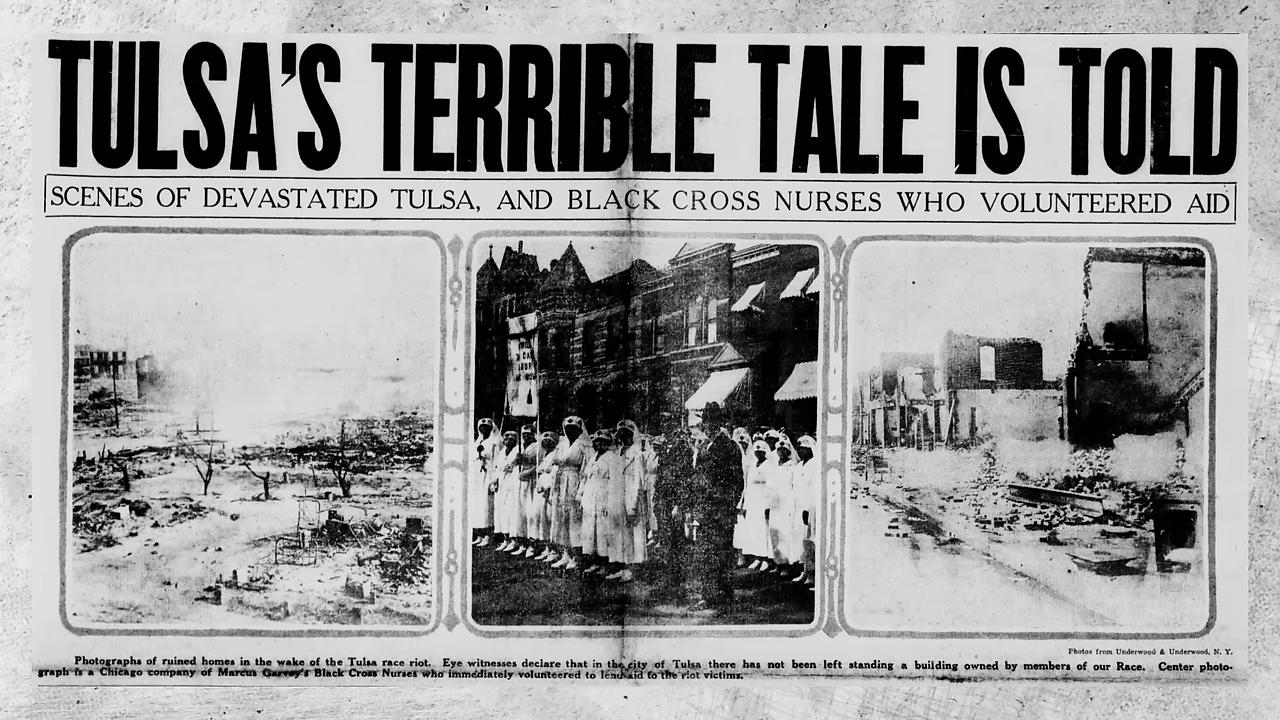 TULSA'S TERRIBLE TALE IS TOLD
SCENES OF DEVASTATED TULSA, AND BLACK CROSS NURSES WHO VOLUNTEERED AID
Photos from Underwood & Underwood, N. Y.
Photographs of ruined homes in the wake of the Tulsa race riot. Eye witnesses declare that in the city of Tulsa there has not been left standing a building owned by members of our Race. Center photo-
graph is a Chicago company of Marcus Garvey's Black Cross Nurses who immediately volunteered to lend aid to the riot victims.